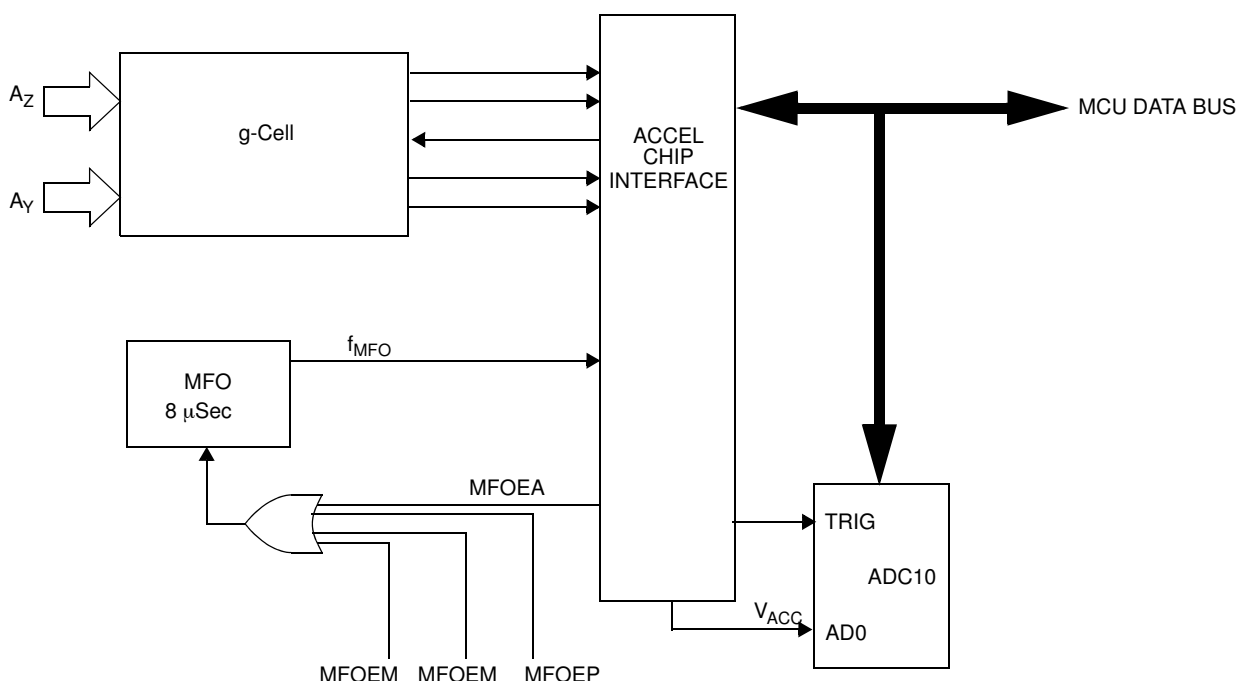 A_Z
g-Cell
A_Y
ACCEL
CHIP
INTERFACE
MCU DATA BUS
f_MFO
MFO
8 μSec
MFOEA
TRIG
ADC10
V_ACC
AD0
MFOEM MFOEM MFOEP